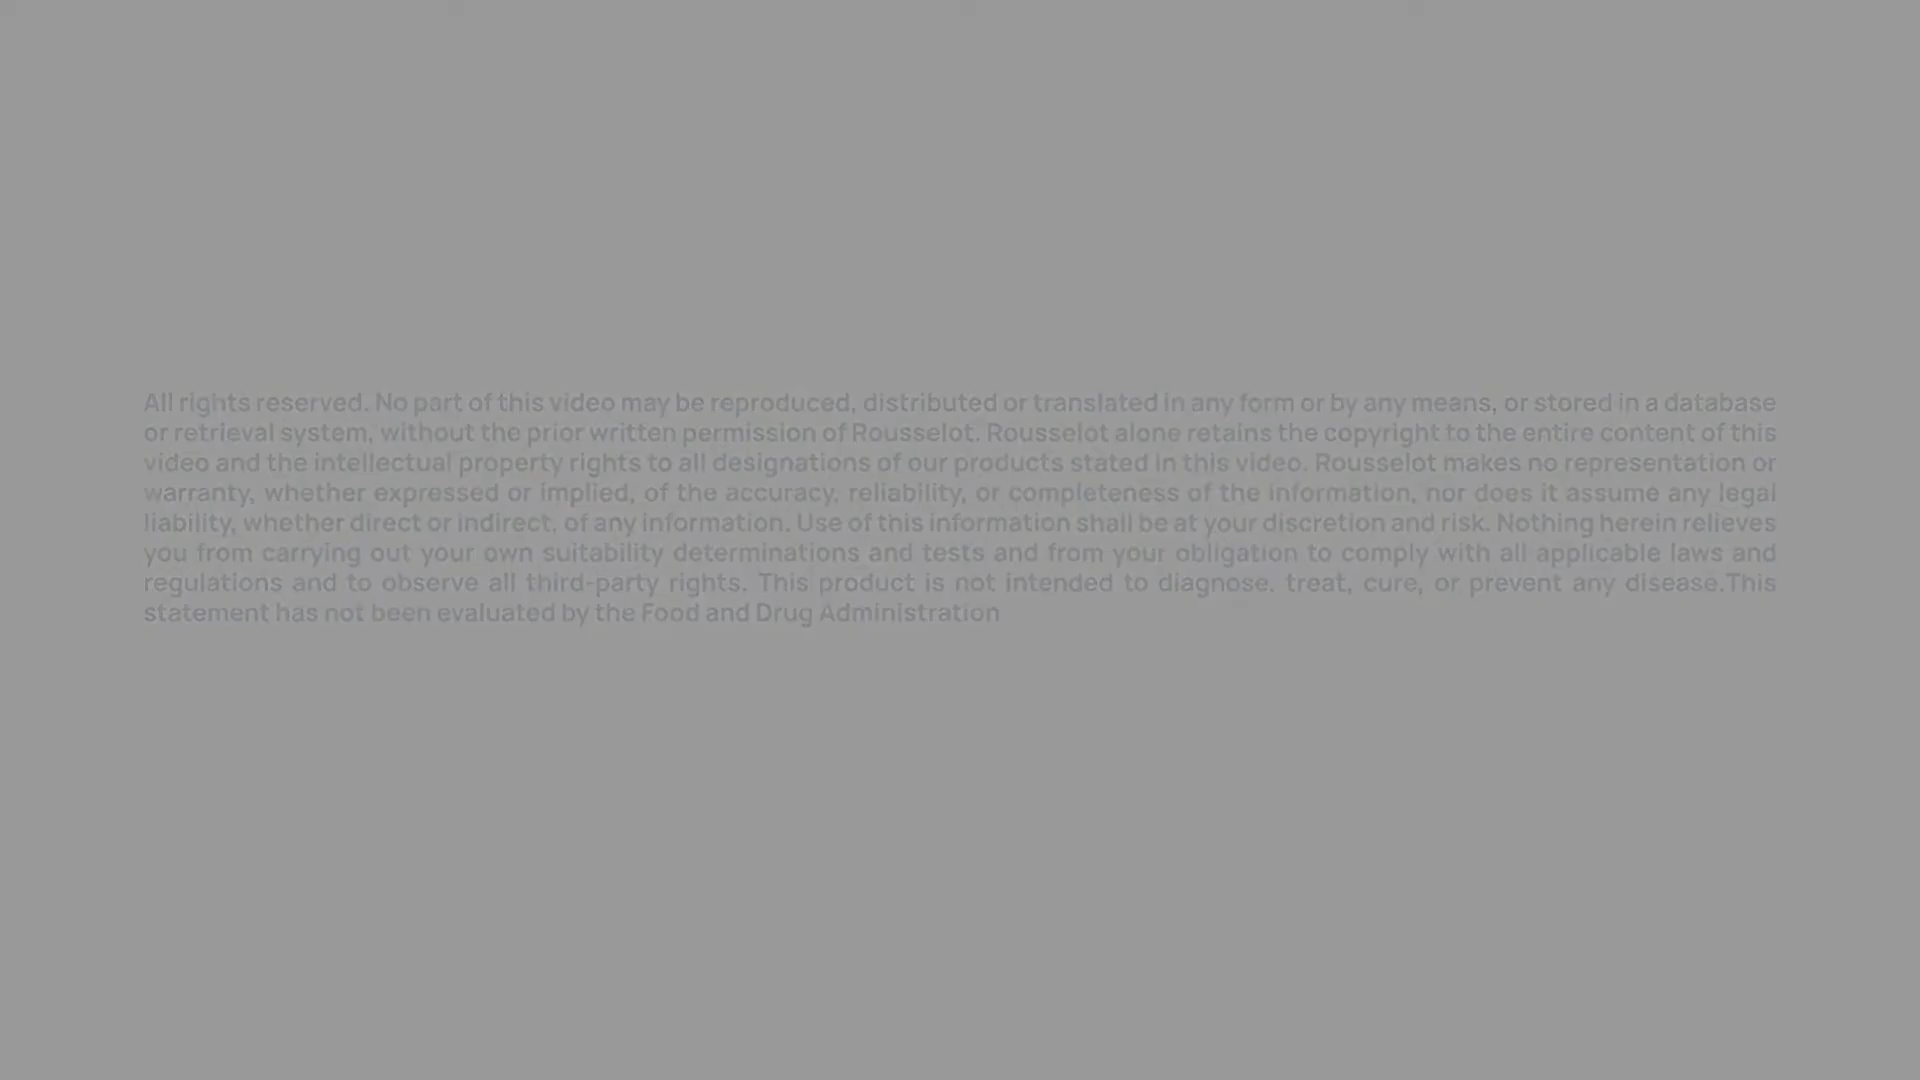 All rights reserved. No part of this video may be reproduced, distributed or translated in any form or by any means, or stored in a database
or retrieval system, without the prior written permission of Rousselot. Rousselot alone retains the copyright to the entire content of this
video and the intellectual property rights to all designations of our products stated in this video. Rousselot makes no representation or
warranty, whether expressed or implied, of the accuracy, reliability, or completeness of the information, nor does it assume any legal
liability, whether direct or indirect, of any information. Use of this information shall be at your discretion and risk. Nothing herein relieves
you from carrying out your own suitability determinations and tests and from your obligation to comply with all applicable laws and
regulations and to observe all third-party rights. This product is not intended to diagnose, treat, cure, or prevent any disease.This
statement has not been evaluated by the Food and Drug Administration